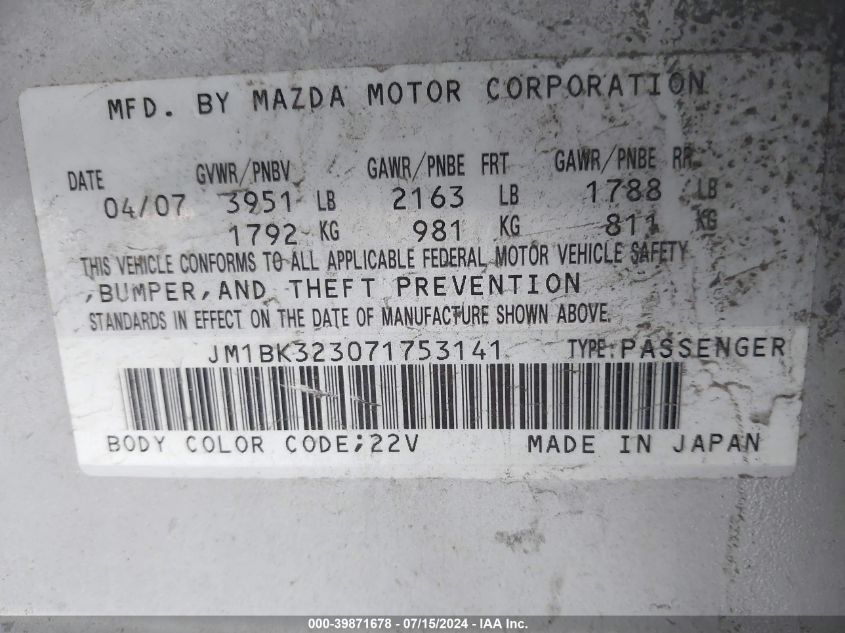 MFD. BY MAZDA MOTOR CORPORATION
DATE GVWR/PNBV GAWR/PNBE FRT GAWR/PNBE RR
04/07 3951 LB 2163 LB 1788 LB
1792 KG 981 KG 811 KG
THIS VEHICLE CONFORMS TO ALL APPLICABLE FEDERAL MOTOR VEHICLE SAFETY
,BUMPER,AND THEFT PREVENTION
STANDARDS IN EFFECT ON THE DATE OF MANUFACTURE SHOWN ABOVE.
JM1BK323071753141 TYPE:PASSENGER
BODY COLOR CODE;22V MADE IN JAPAN
000-39871678 - 07/15/2024 - IAA Inc.